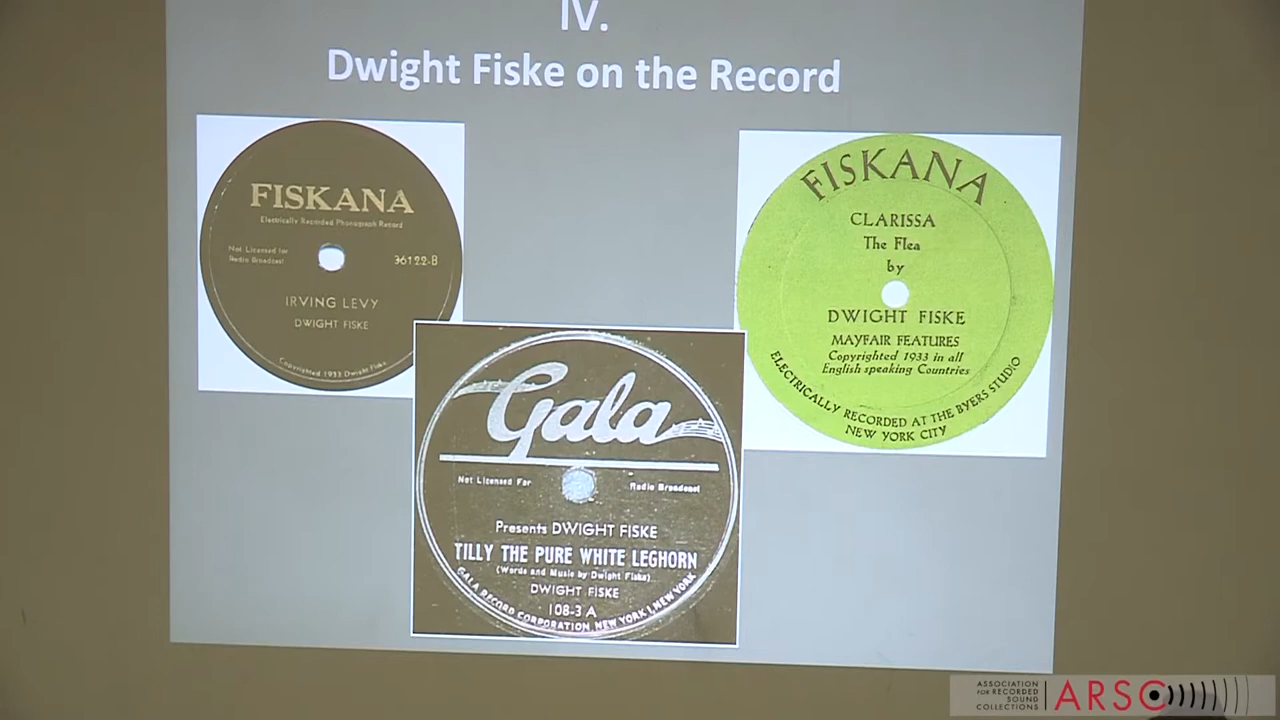 IV.
Dwight Fiske on the Record
FISKANA
Electrically Recorded Phonograph Record
Not Licensed for
Radio Broadcast
36122-B
IRVING LEVY
DWIGHT FISKE
Copyrighted 1933 Dwight Fiske
Gala
Not Licensed For
Radio Broadcast
Presents DWIGHT FISKE
TILLY THE PURE WHITE LEGHORN
(Words and Music by Dwight Fiske)
DWIGHT FISKE
108-3 A
GALA RECORD CORPORATION, NEW YORK 1, NEW YORK
FISKANA
CLARISSA
The Flea
by
DWIGHT FISKE
MAYFAIR FEATURES
Copyrighted 1933 in all
English speaking Countries
ELECTRICALLY RECORDED AT THE BYERS STUDIO
NEW YORK CITY
ASSOCIATION
FOR RECORDED
SOUND
COLLECTIONS
ARSC